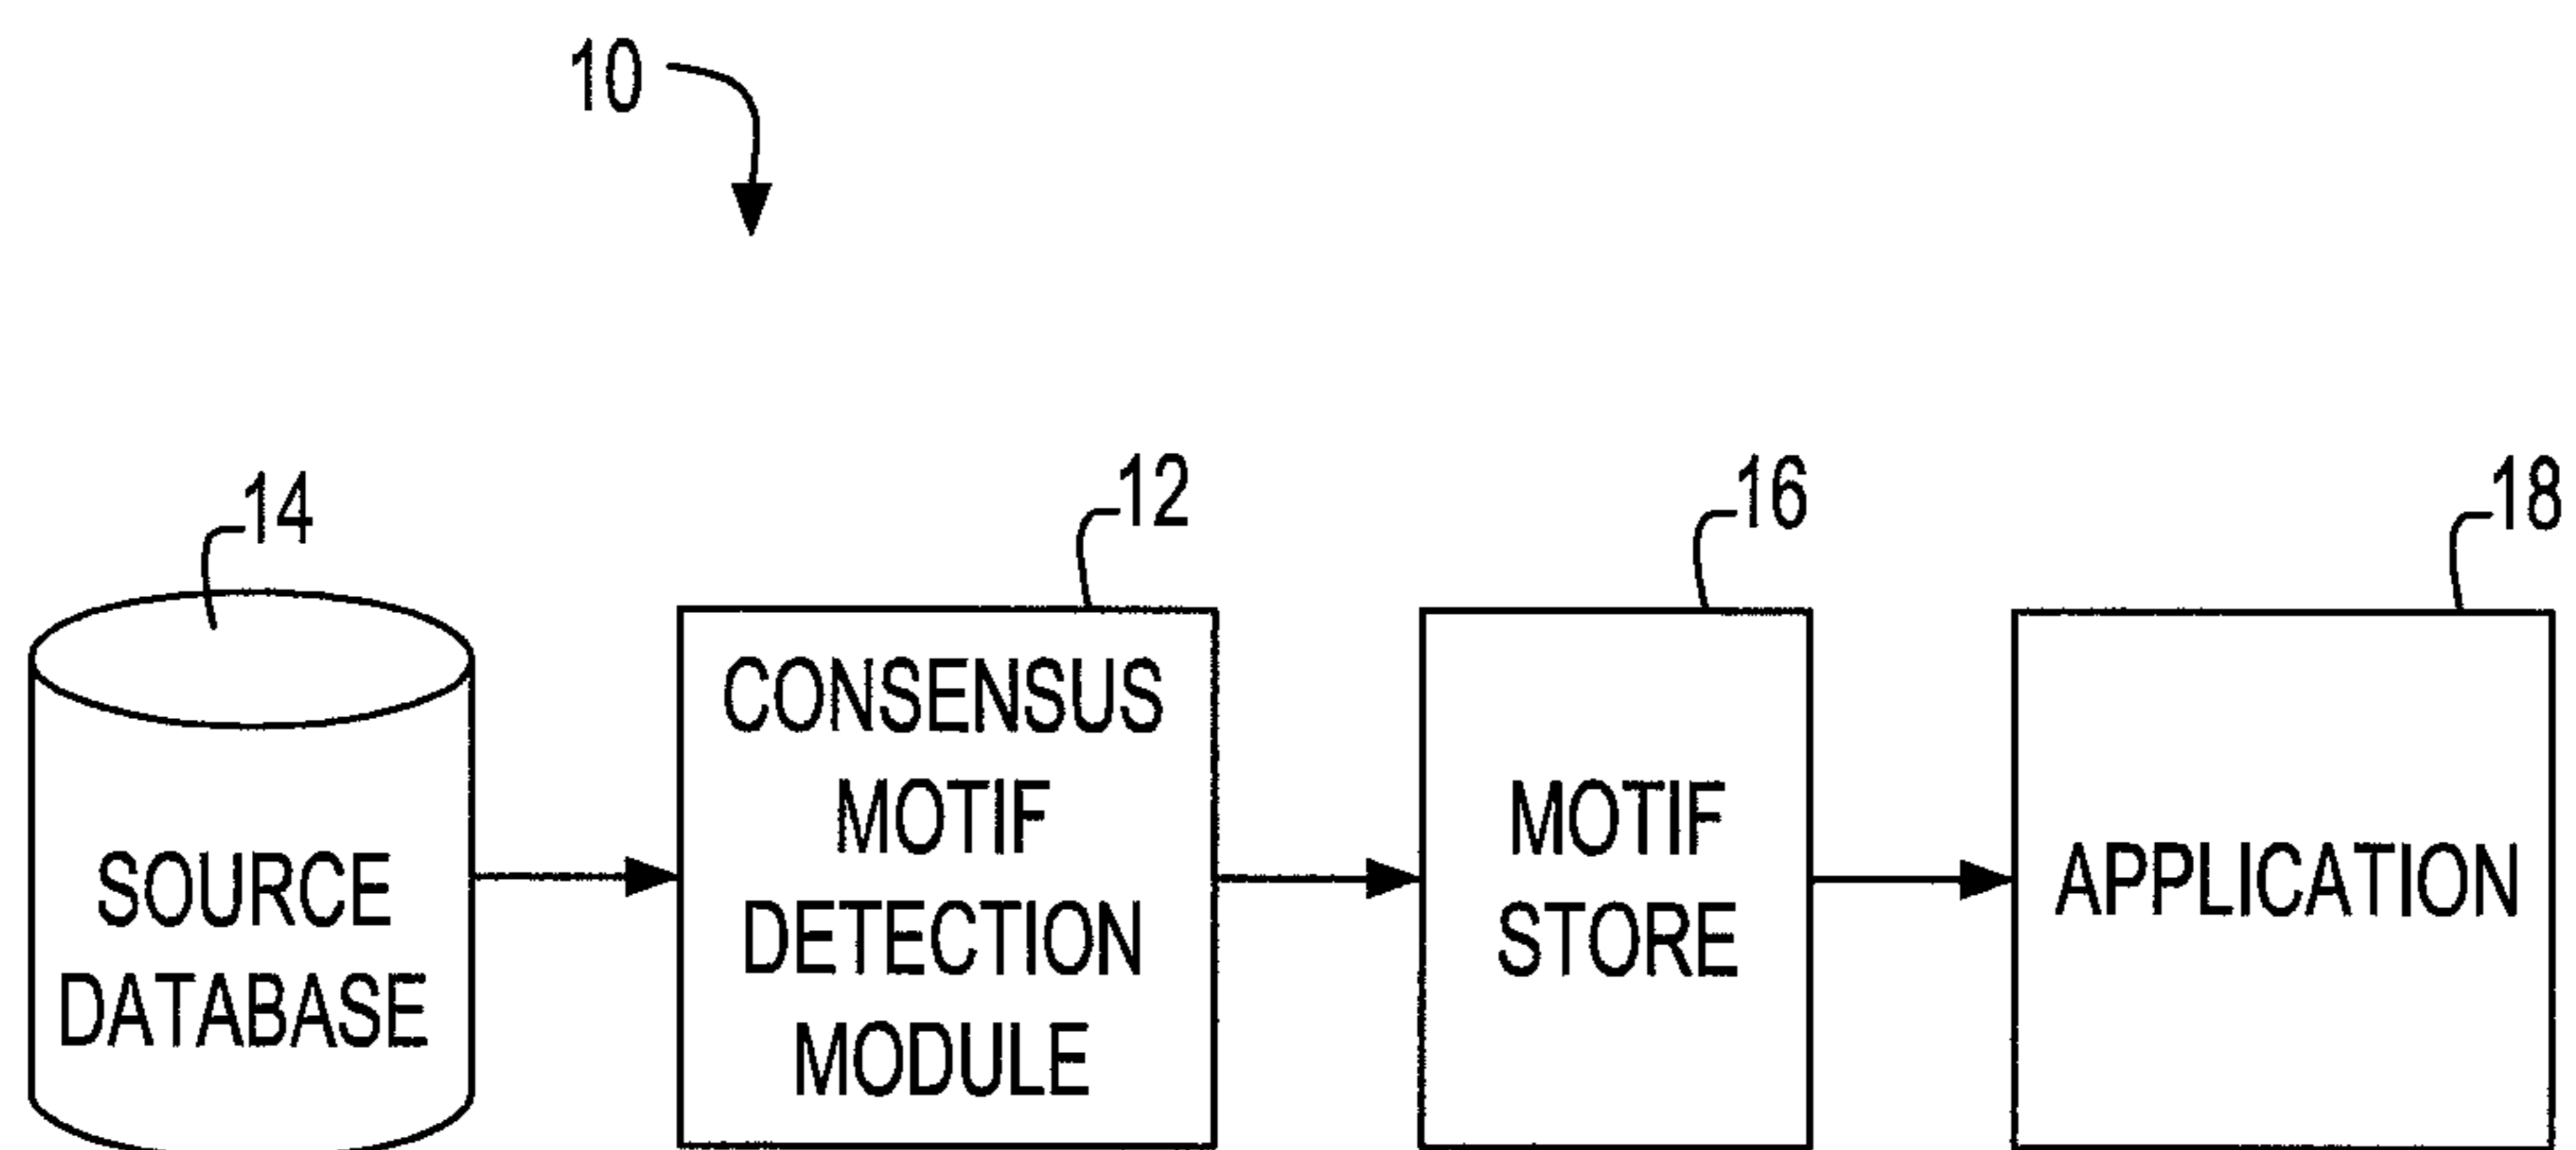 10
14
12
16
18
SOURCE
DATABASE
CONSENSUS
MOTIF
DETECTION
MODULE
MOTIF
STORE
APPLICATION